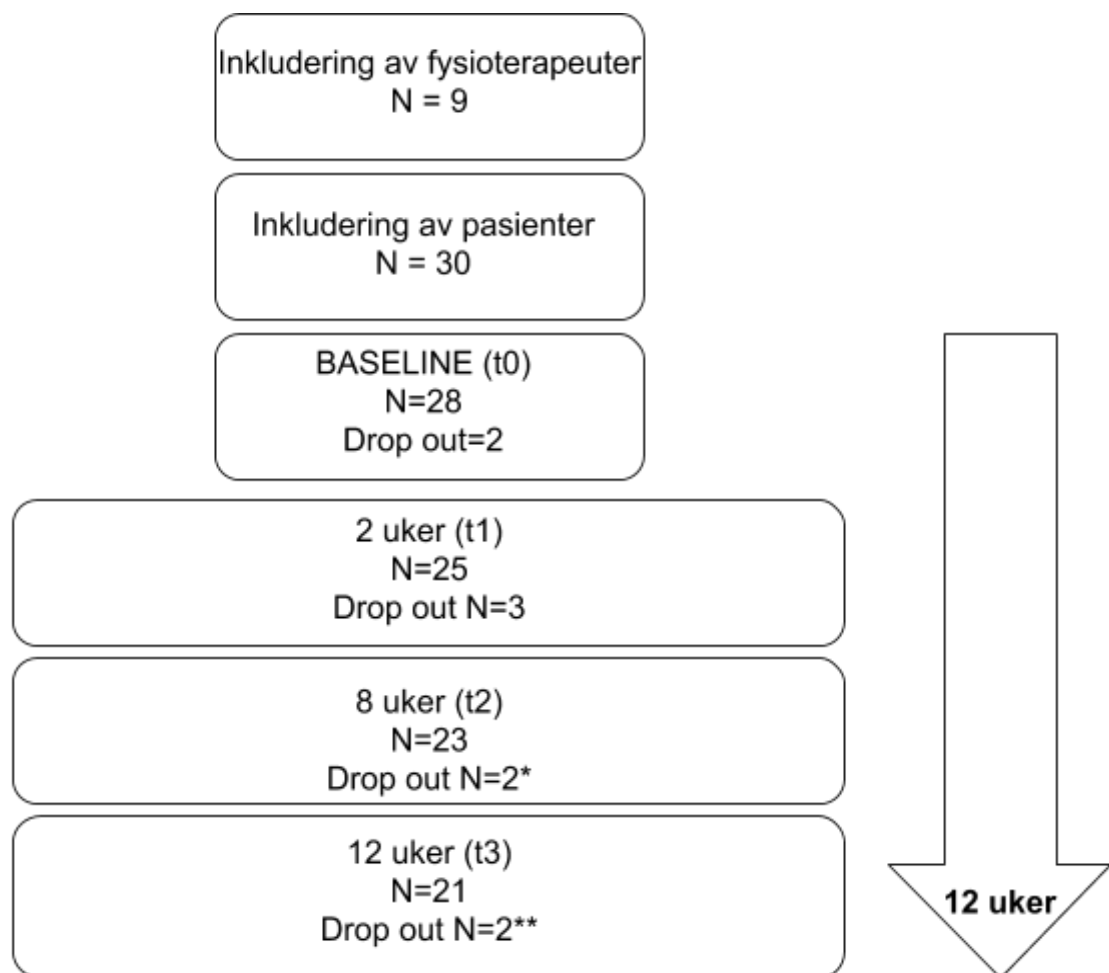 Inkludering av fysioterapeuter
N = 9
Inkludering av pasienter
N = 30
BASELINE (t0)
N=28
Drop out=2
2 uker (t1)
N=25
Drop out N=3
8 uker (t2)
N=23
Drop out N=2*
12 uker (t3)
N=21
Drop out N=2**
12 uker